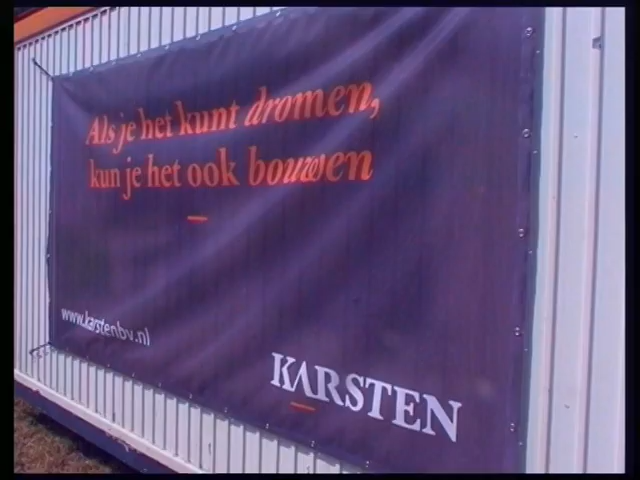 Als je het kunt dromen,
kun je het ook bouwen
www.karstenbv.nl
KARSTEN